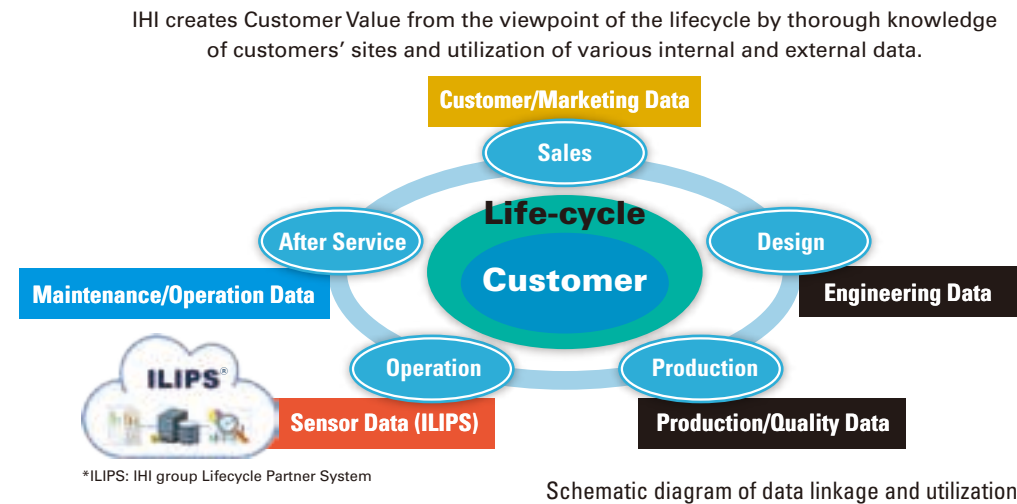 IHI creates Customer Value from the viewpoint of the lifecycle by thorough knowledge
of customers’ sites and utilization of various internal and external data.
Customer/Marketing Data
Sales
Life-cycle
After Service
Design
Customer
Maintenance/Operation Data
Engineering Data
Operation
Production
ILIPS®
Sensor Data (ILIPS)
Production/Quality Data
*ILIPS: IHI group Lifecycle Partner System
Schematic diagram of data linkage and utilization